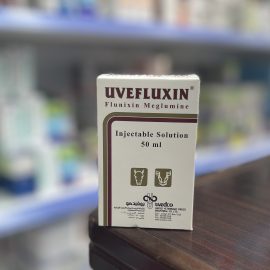 UVEFLUXIN®
Flunixin Meglumine
Injectable Solution
50 ml
uvedco